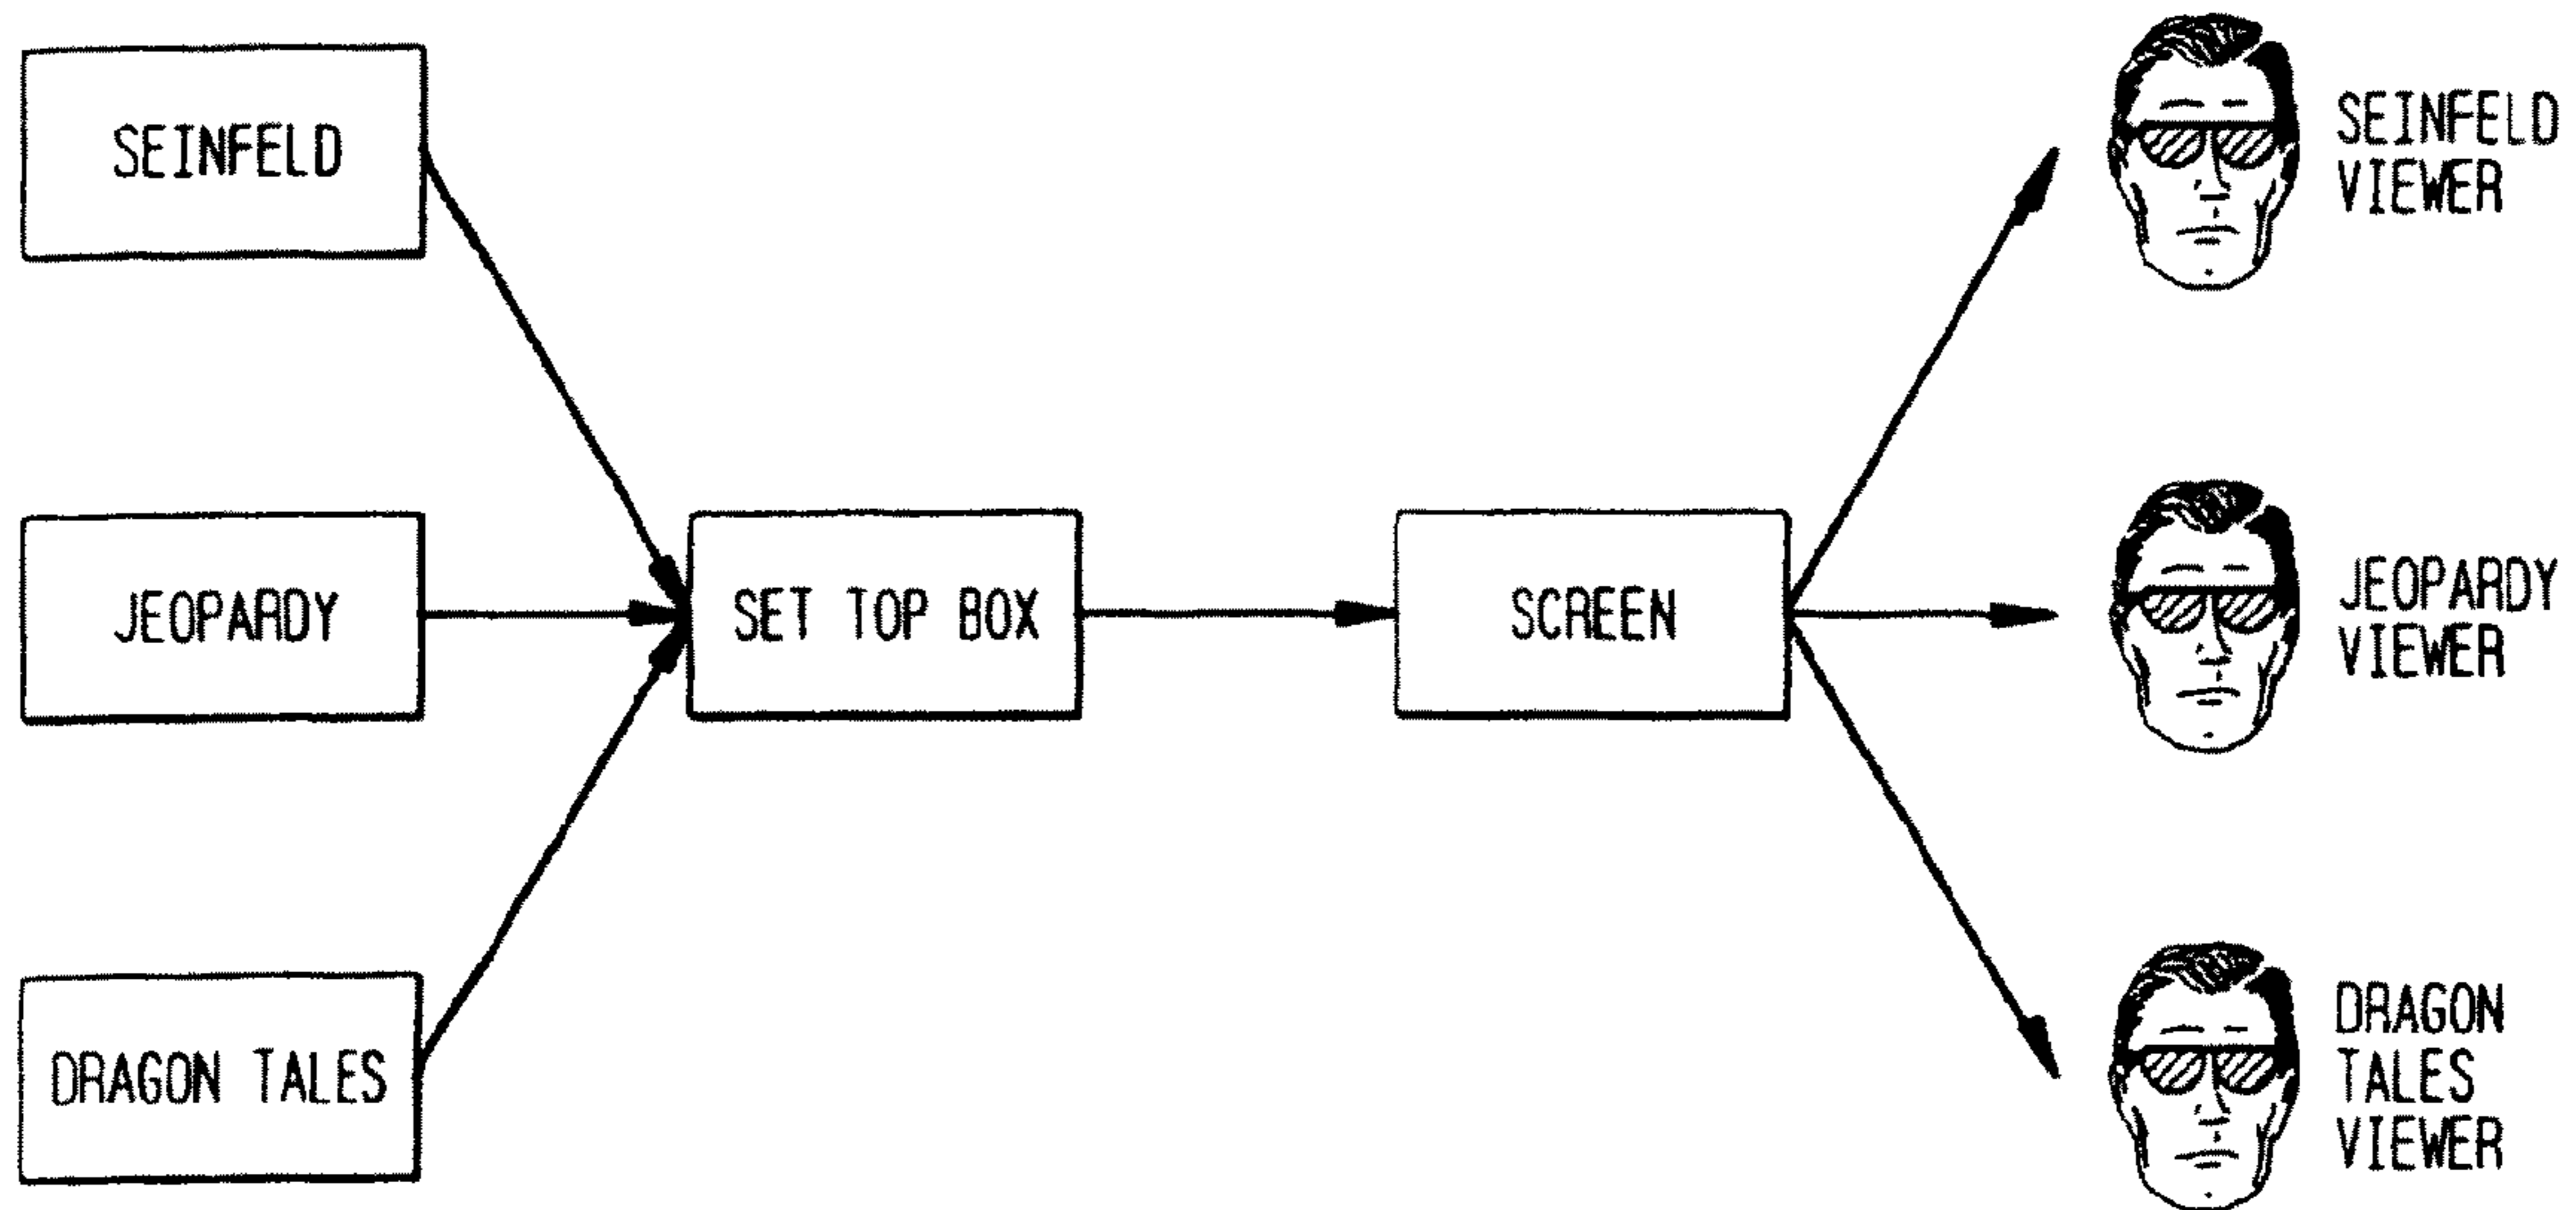 SEINFELD
SEINFELD
VIEWER
JEOPARDY
SET TOP BOX
SCREEN
JEOPARDY
VIEWER
DRAGON TALES
DRAGON
TALES
VIEWER